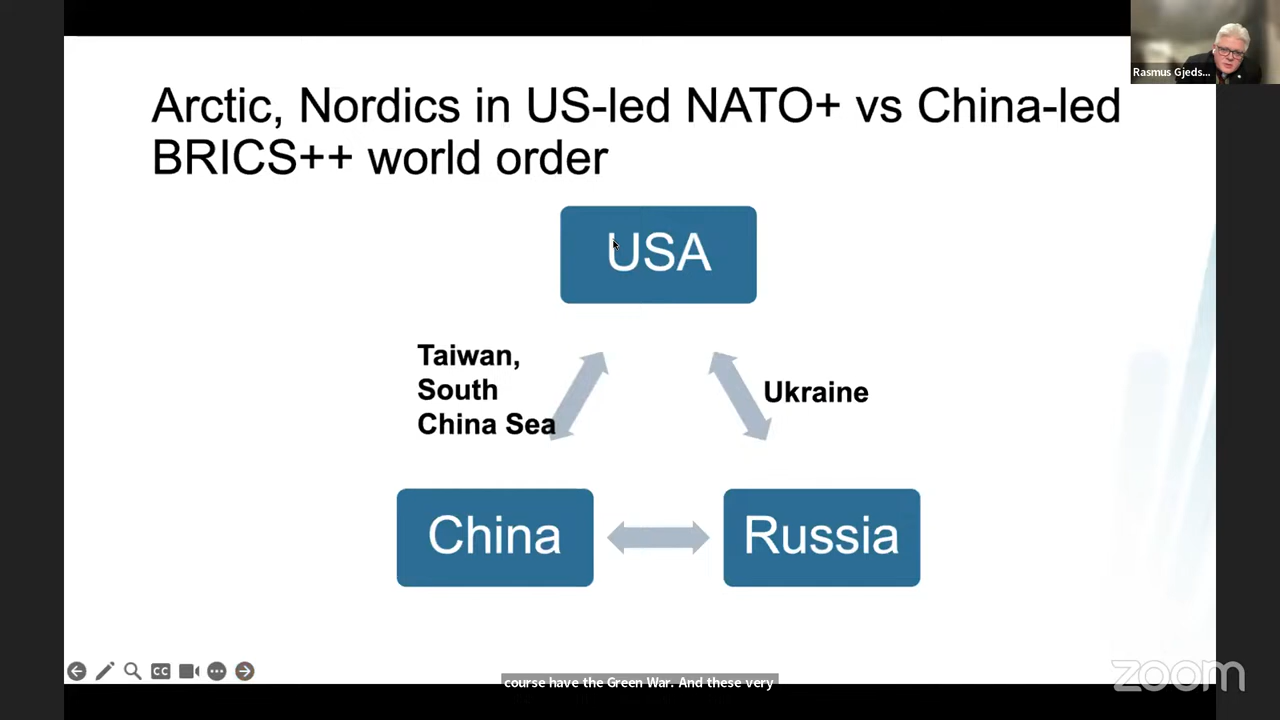 Rasmus Gjeds...
Arctic, Nordics in US-led NATO+ vs China-led
BRICS++ world order
USA
Taiwan,
South
China Sea
Ukraine
China
Russia
CC
zoom
course have the Green War. And these very